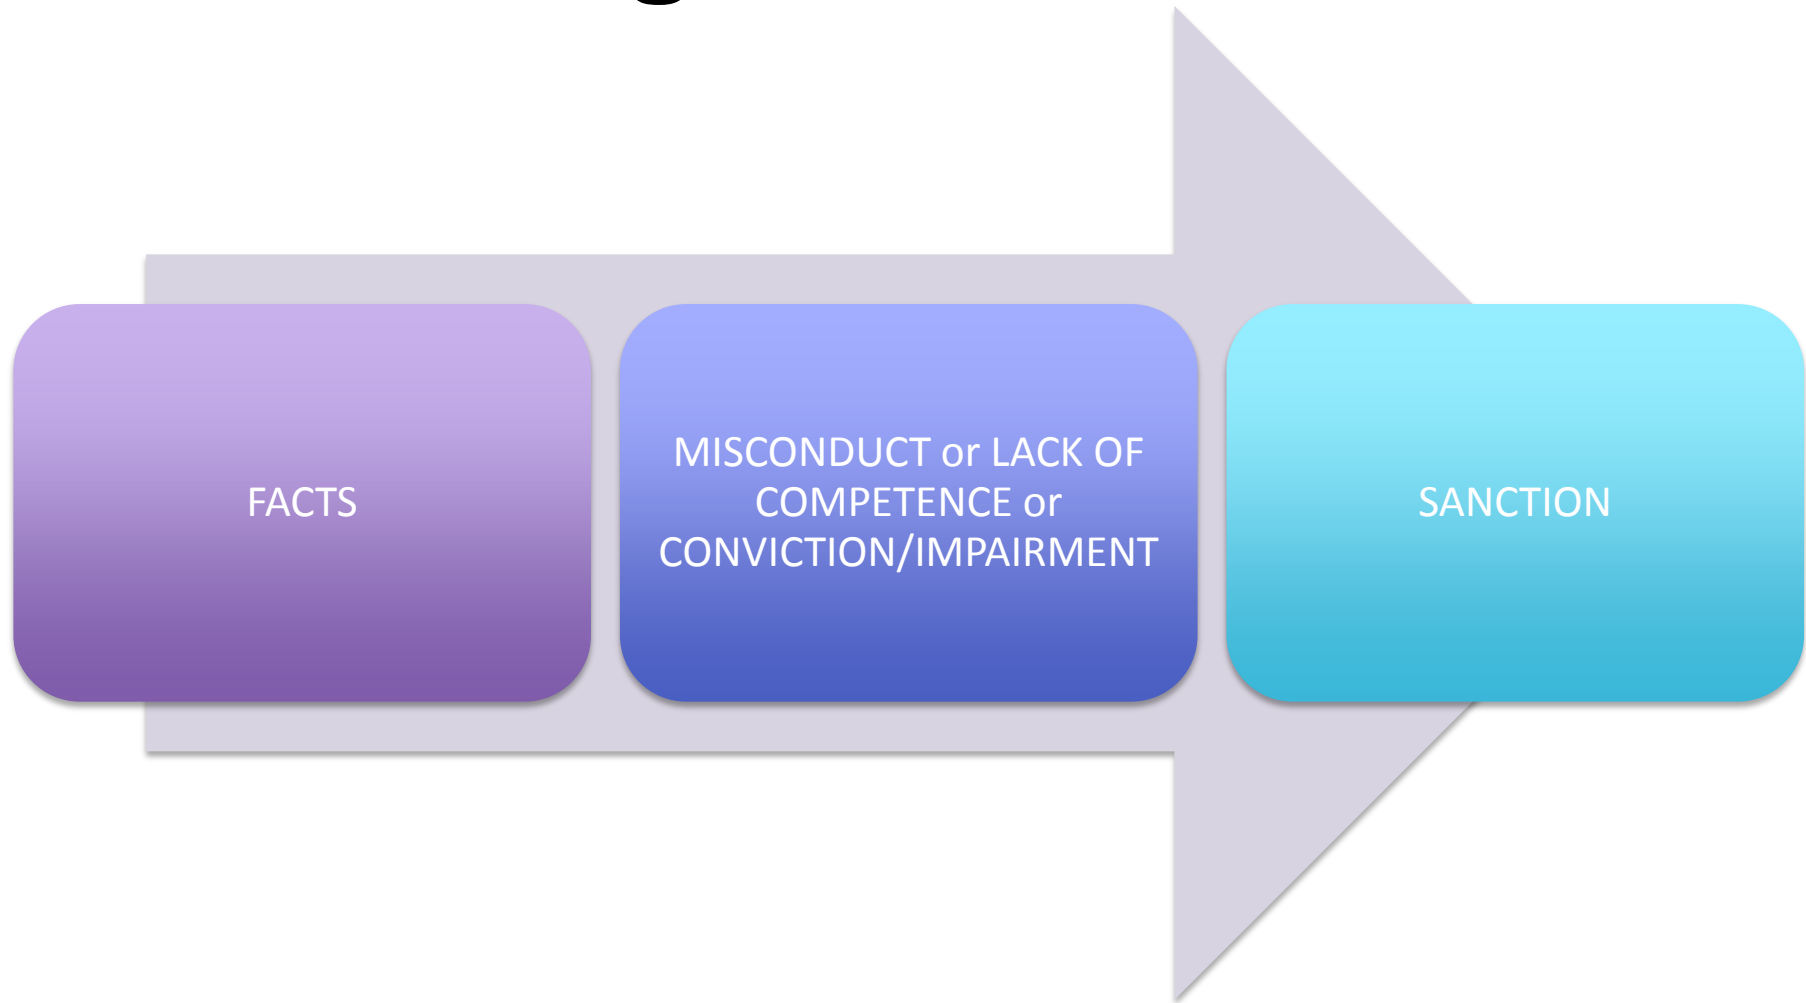 FACTS
MISCONDUCT or LACK OF
COMPETENCE or
CONVICTION/IMPAIRMENT
SANCTION